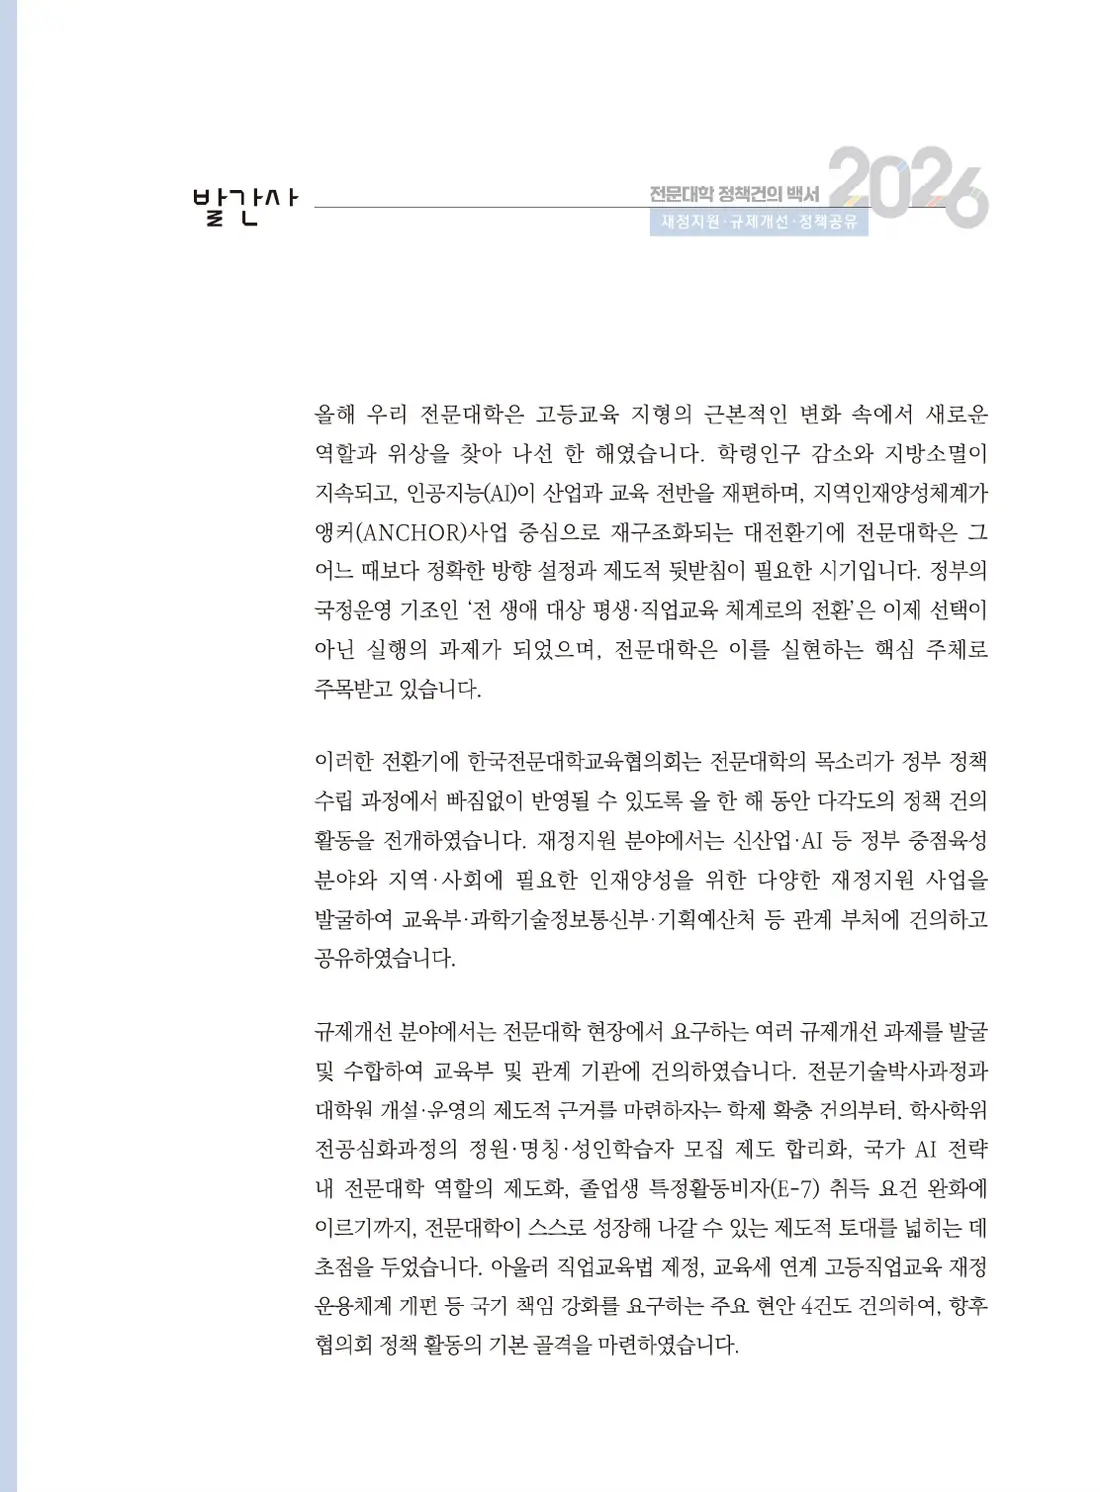 발간사
전문대학 정책건의 백서 2026
재정지원·규제개선·정책공유
올해 우리 전문대학은 고등교육 지형의 근본적인 변화 속에서 새로운
역할과 위상을 찾아 나선 한 해였습니다. 학령인구 감소와 지방소멸이
지속되고, 인공지능(AI)이 산업과 교육 전반을 재편하며, 지역인재양성체계가
앵커(ANCHOR)사업 중심으로 재구조화되는 대전환기에 전문대학은 그
어느 때보다 정확한 방향 설정과 제도적 뒷받침이 필요한 시기입니다. 정부의
국정운영 기조인 ‘전 생애 대상 평생·직업교육 체계로의 전환’은 이제 선택이
아닌 실행의 과제가 되었으며, 전문대학은 이를 실현하는 핵심 주체로
주목받고 있습니다.
이러한 전환기에 한국전문대학교육협의회는 전문대학의 목소리가 정부 정책
수립 과정에서 빠짐없이 반영될 수 있도록 올 한 해 동안 다각도의 정책 건의
활동을 전개하였습니다. 재정지원 분야에서는 신산업·AI 등 정부 중점육성
분야와 지역·사회에 필요한 인재양성을 위한 다양한 재정지원 사업을
발굴하여 교육부·과학기술정보통신부·기획예산처 등 관계 부처에 건의하고
공유하였습니다.
규제개선 분야에서는 전문대학 현장에서 요구하는 여러 규제개선 과제를 발굴
및 수합하여 교육부 및 관계 기관에 건의하였습니다. 전문기술박사과정과
대학원 개설·운영의 제도적 근거를 마련하자는 학제 확충 건의부터, 학사학위
전공심화과정의 정원·명칭·성인학습자 모집 제도 합리화, 국가 AI 전략
내 전문대학 역할의 제도화, 졸업생 특정활동비자(E-7) 취득 요건 완화에
이르기까지, 전문대학이 스스로 성장해 나갈 수 있는 제도적 토대를 넓히는 데
초점을 두었습니다. 아울러 직업교육법 제정, 교육세 연계 고등직업교육 재정
운용체계 개편 등 국가 책임 강화를 요구하는 주요 현안 4건도 건의하여, 향후
협의회 정책 활동의 기본 골격을 마련하였습니다.